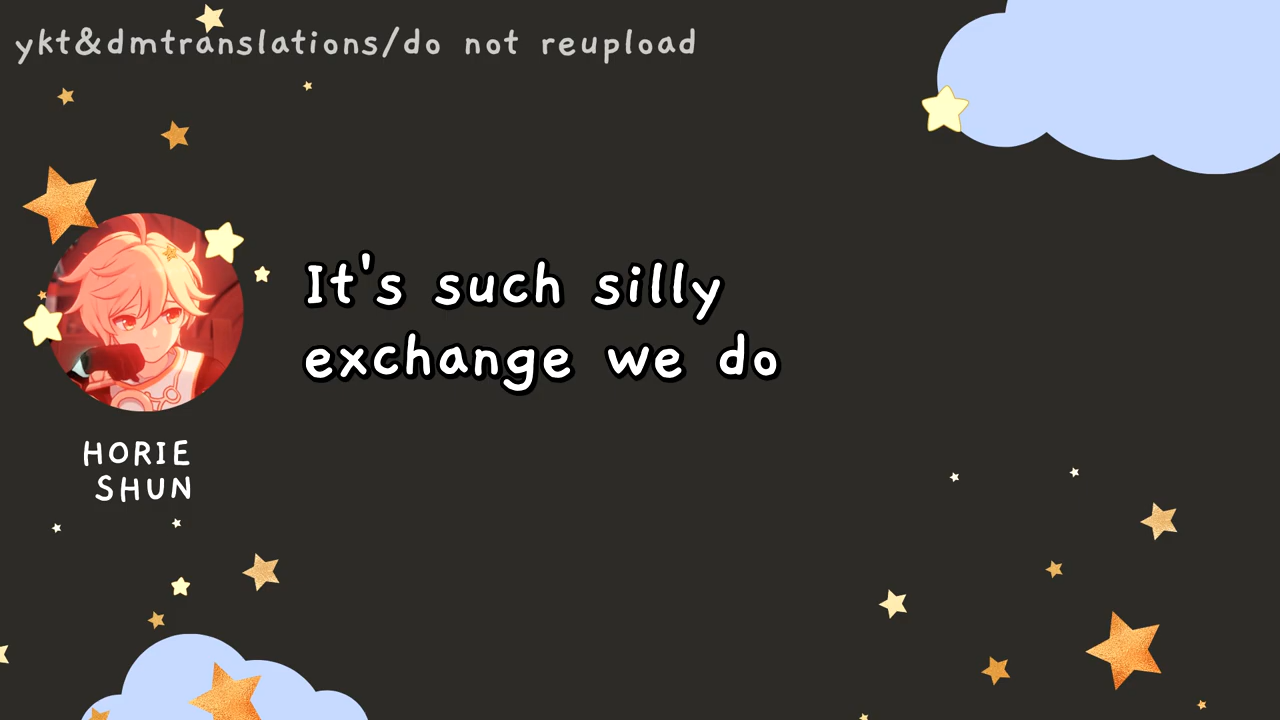 ykt&dmtranslations/do not reupload
It's such silly
exchange we do
HORIE
SHUN